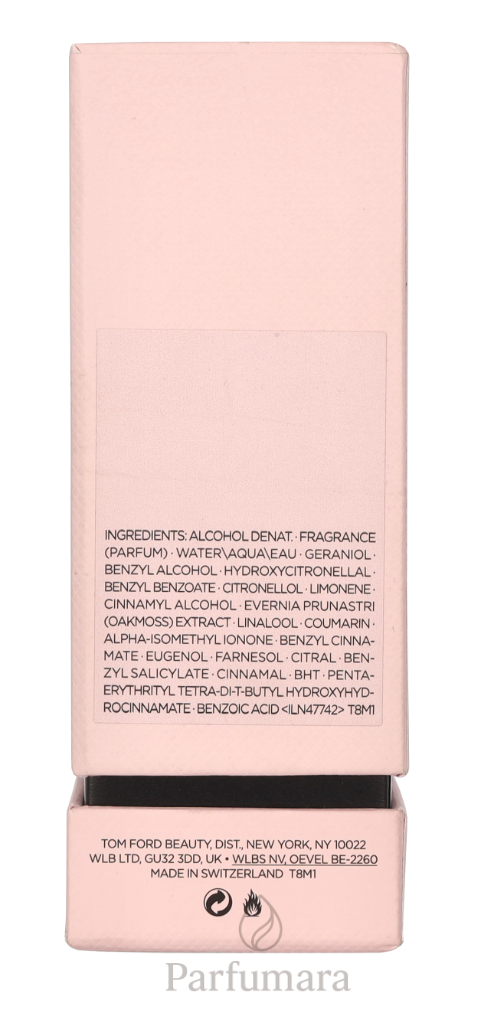 INGREDIENTS: ALCOHOL DENAT. · FRAGRANCE
(PARFUM) · WATER\AQUA\EAU · GERANIOL ·
BENZYL ALCOHOL · HYDROXYCITRONELLAL ·
BENZYL BENZOATE · CITRONELLOL · LIMONENE ·
CINNAMYL ALCOHOL · EVERNIA PRUNASTRI
(OAKMOSS) EXTRACT · LINALOOL · COUMARIN ·
ALPHA-ISOMETHYL IONONE · BENZYL CINNA-
MATE · EUGENOL · FARNESOL · CITRAL · BEN-
ZYL SALICYLATE · CINNAMAL · BHT · PENTA-
ERYTHRITYL TETRA-DI-T-BUTYL HYDROXYHYD-
ROCINNAMATE · BENZOIC ACID <ILN47742> T8M1
TOM FORD BEAUTY, DIST., NEW YORK, NY 10022
WLB LTD, GU32 3DD, UK • WLBS NV, OEVEL BE-2260
MADE IN SWITZERLAND T8M1
Parfumara